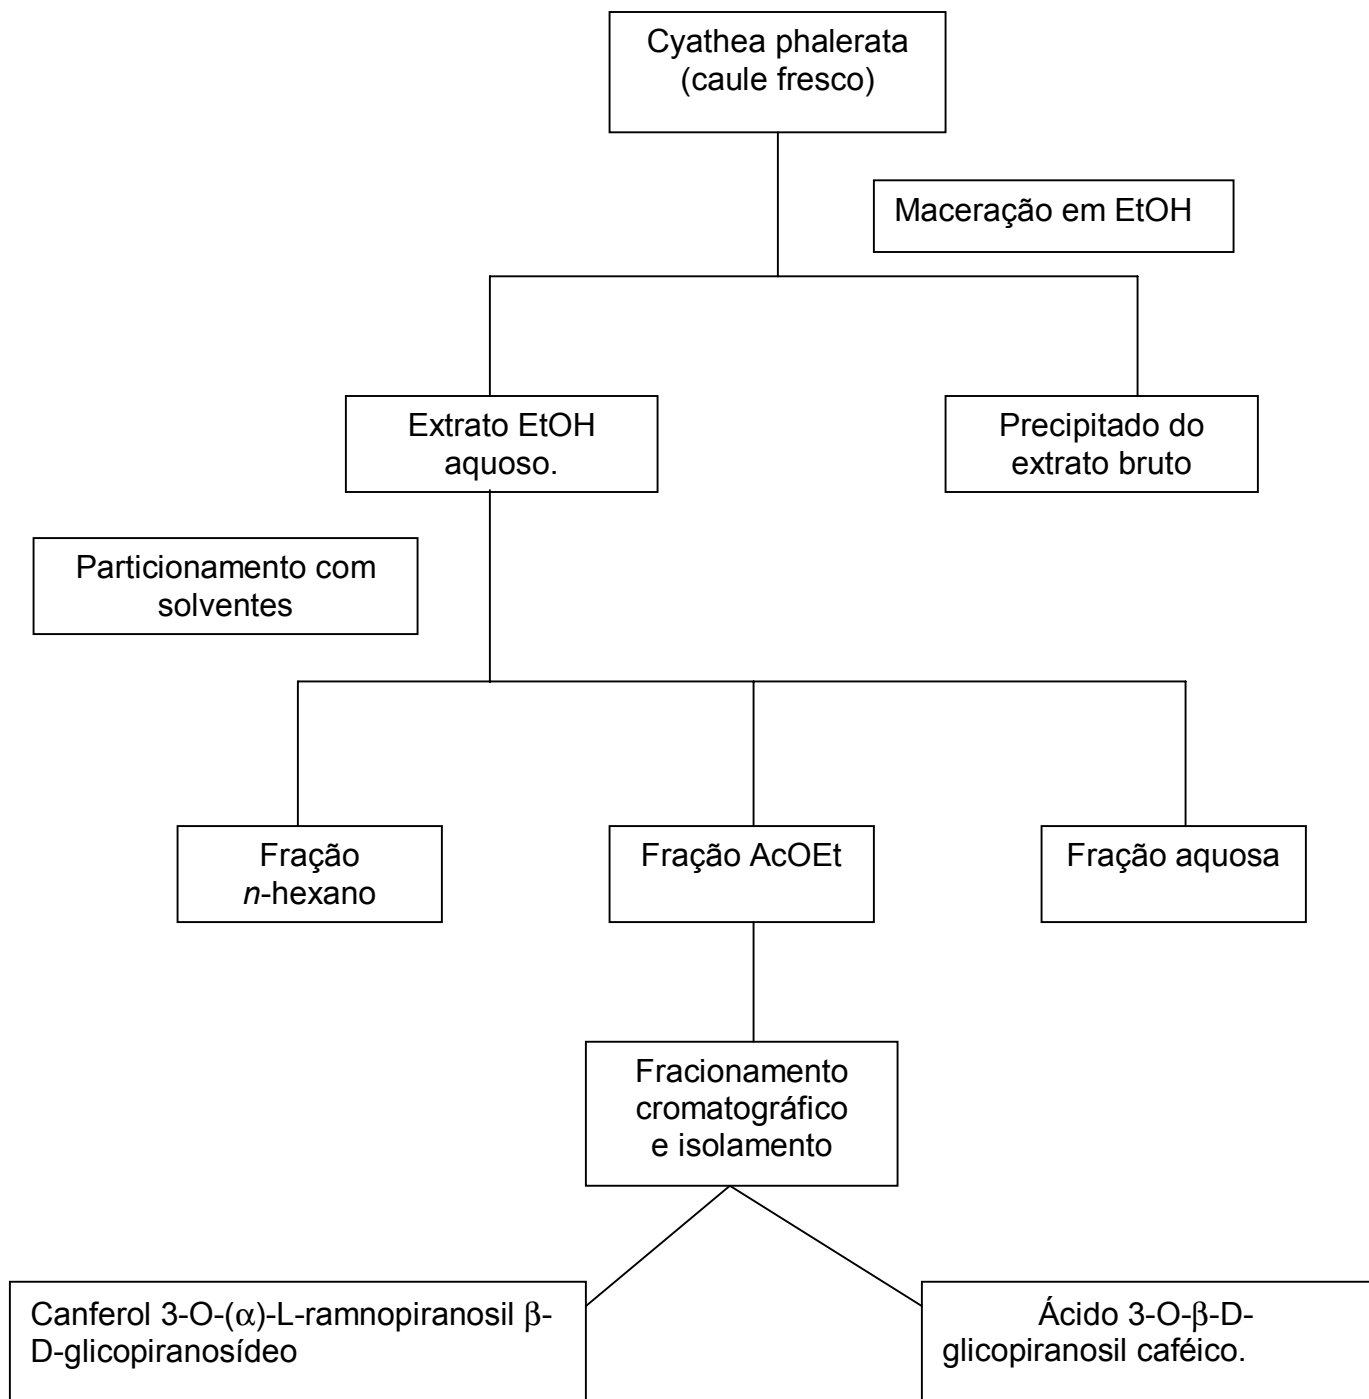 Cyathea phalerata
(caule fresco)
Maceração em EtOH
Extrato EtOH
aquoso.
Precipitado do
extrato bruto
Particionamento com
solventes
Fração
n-hexano
Fração AcOEt
Fração aquosa
Fracionamento
cromatográfico
e isolamento
Canferol 3-O-(α)-L-ramnopiranosil β-
D-glicopiranosídeo
Ácido 3-O-β-D-
glicopiranosil caféico.